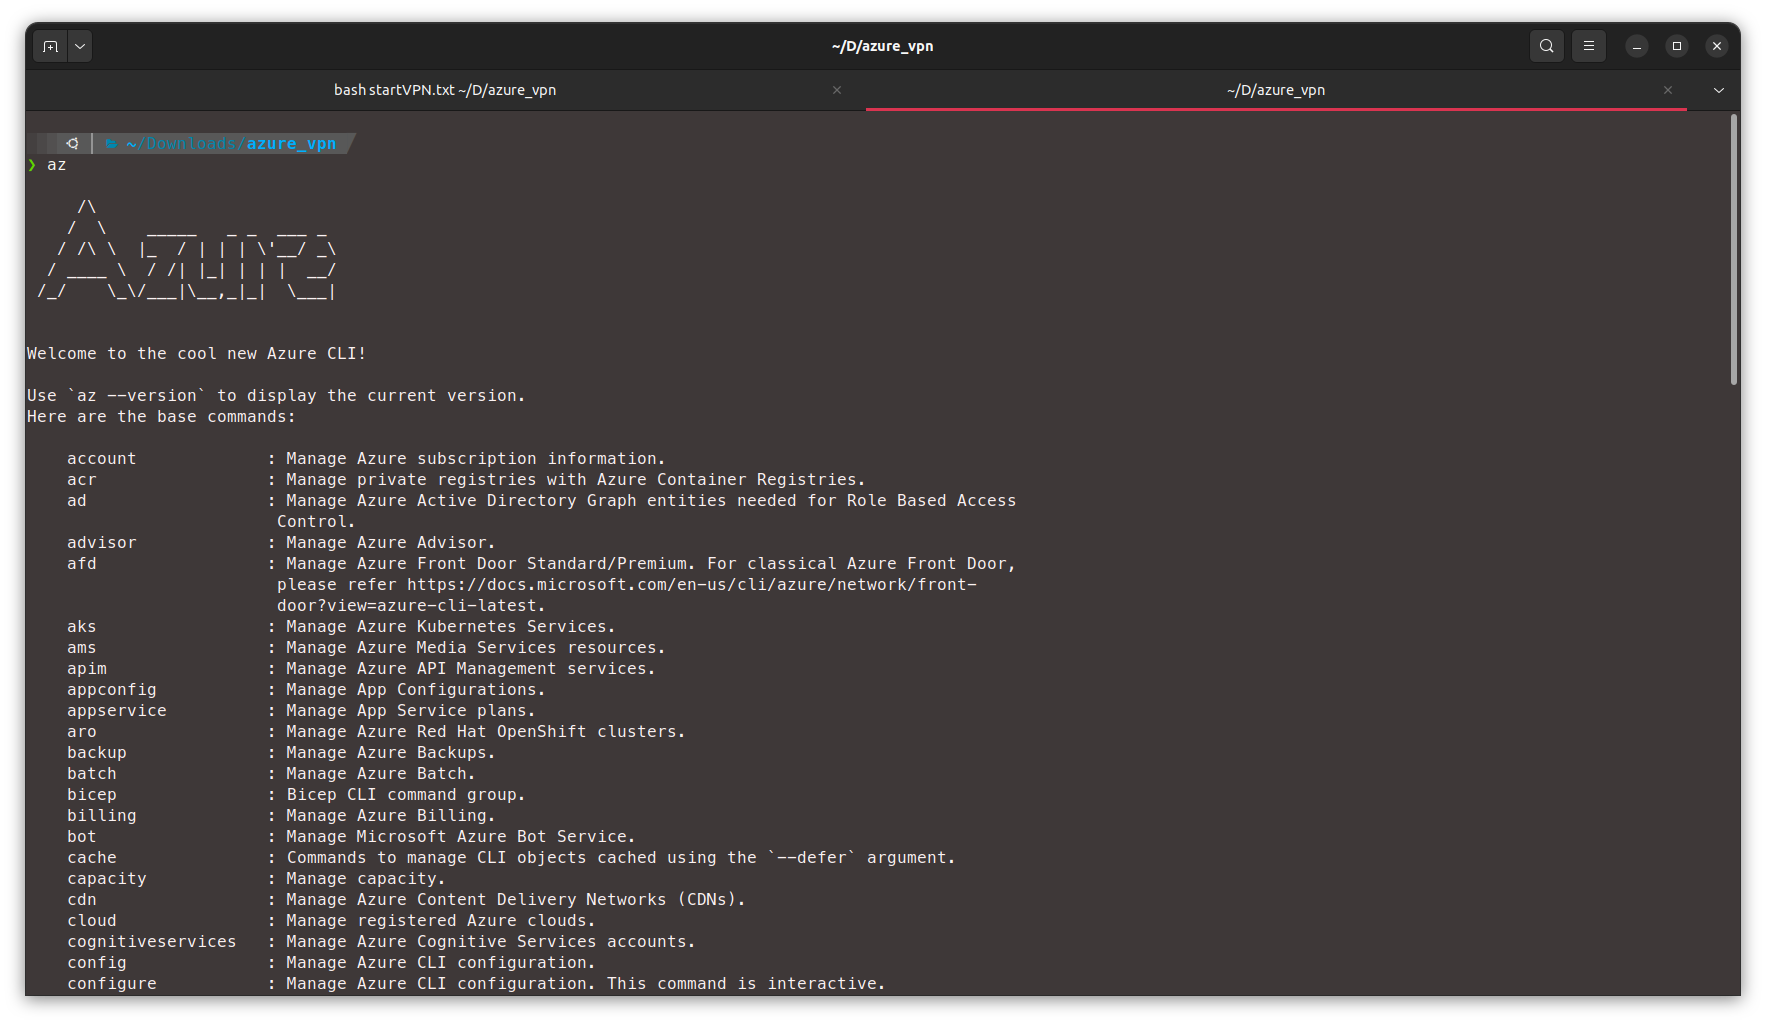 ~/D/azure_vpn
bash startVPN.txt ~/D/azure_vpn
~/D/azure_vpn
~/Downloads/azure_vpn
❯ az
     /\
    /  \    _____   _ _  ___ _
   / /\ \  |_  / | | | \'__/ _\
  / ____ \  / /| |_| | | |  __/
 /_/    \_\/___|\__,_|_|  \___|
Welcome to the cool new Azure CLI!
Use `az --version` to display the current version.
Here are the base commands:
account             : Manage Azure subscription information.
acr                 : Manage private registries with Azure Container Registries.
ad                  : Manage Azure Active Directory Graph entities needed for Role Based Access
Control.
advisor             : Manage Azure Advisor.
afd                 : Manage Azure Front Door Standard/Premium. For classical Azure Front Door,
please refer https://docs.microsoft.com/en-us/cli/azure/network/front-
door?view=azure-cli-latest.
aks                 : Manage Azure Kubernetes Services.
ams                 : Manage Azure Media Services resources.
apim                : Manage Azure API Management services.
appconfig           : Manage App Configurations.
appservice          : Manage App Service plans.
aro                 : Manage Azure Red Hat OpenShift clusters.
backup              : Manage Azure Backups.
batch               : Manage Azure Batch.
bicep               : Bicep CLI command group.
billing             : Manage Azure Billing.
bot                 : Manage Microsoft Azure Bot Service.
cache               : Commands to manage CLI objects cached using the `--defer` argument.
capacity            : Manage capacity.
cdn                 : Manage Azure Content Delivery Networks (CDNs).
cloud               : Manage registered Azure clouds.
cognitiveservices   : Manage Azure Cognitive Services accounts.
config              : Manage Azure CLI configuration.
configure           : Manage Azure CLI configuration. This command is interactive.